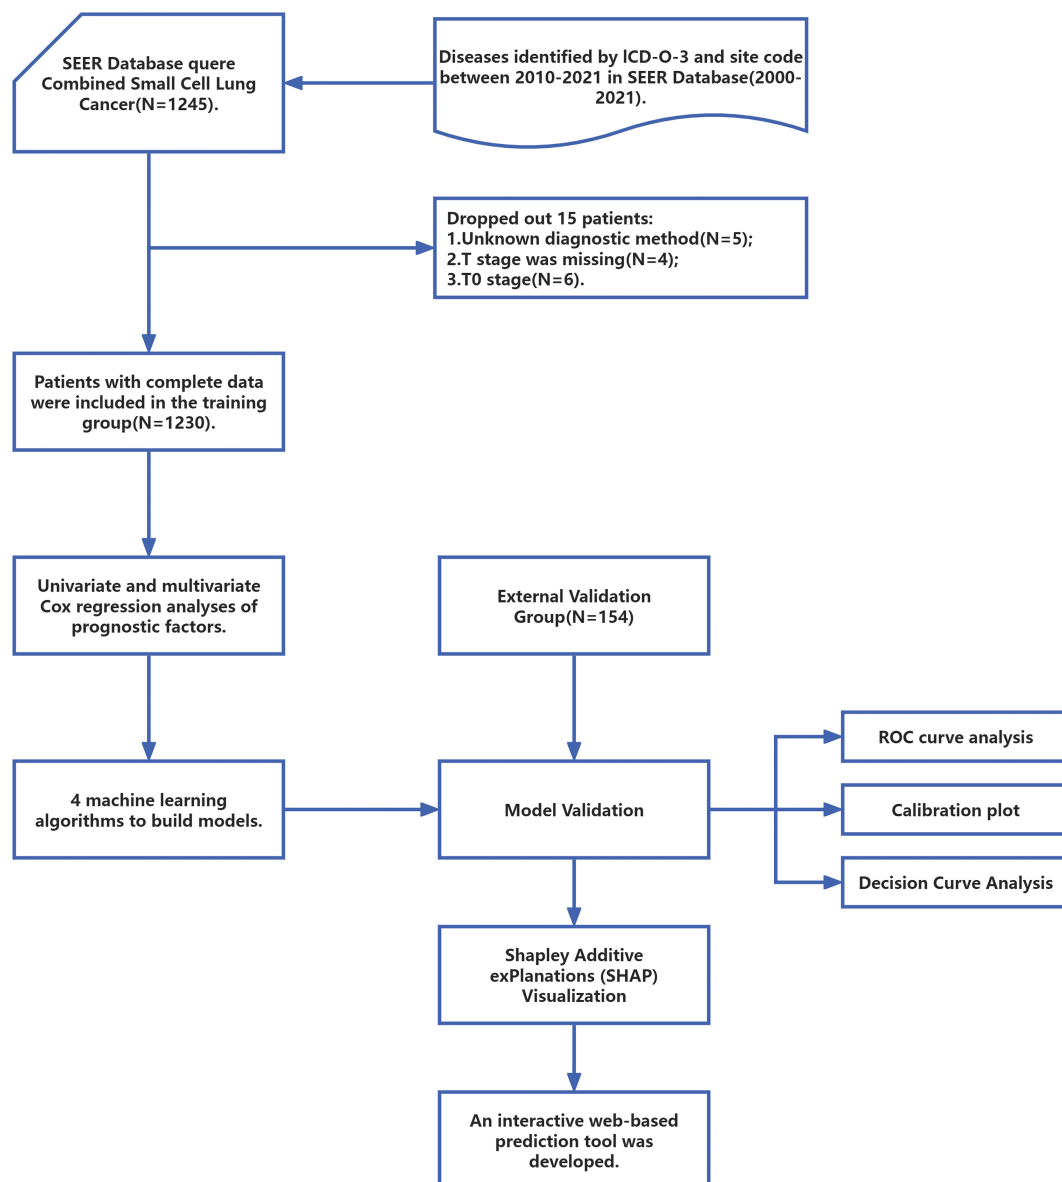 SEER Database quere
Combined Small Cell Lung
Cancer(N=1245).
Diseases identified by lCD-O-3 and site code
between 2010-2021 in SEER Database(2000-
2021).
Dropped out 15 patients:
1.Unknown diagnostic method(N=5);
2.T stage was missing(N=4);
3.T0 stage(N=6).
Patients with complete data
were included in the training
group(N=1230).
Univariate and multivariate
Cox regression analyses of
prognostic factors.
External Validation
Group(N=154)
4 machine learning
algorithms to build models.
Model Validation
ROC curve analysis
Calibration plot
Decision Curve Analysis
Shapley Additive
exPlanations (SHAP)
Visualization
An interactive web-based
prediction tool was
developed.